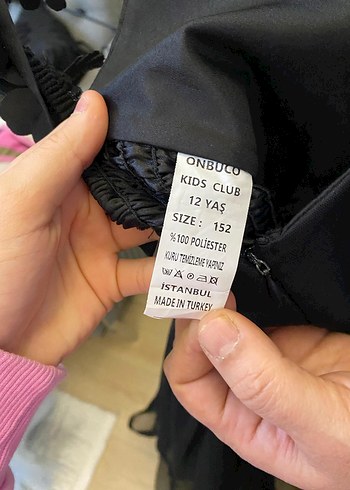 ONBUCO
KIDS CLUB
12 YAŞ
SIZE: 152
%100 POLİESTER
KURU TEMİZLEME YAPINIZ
İSTANBUL
MADE IN TURKEY